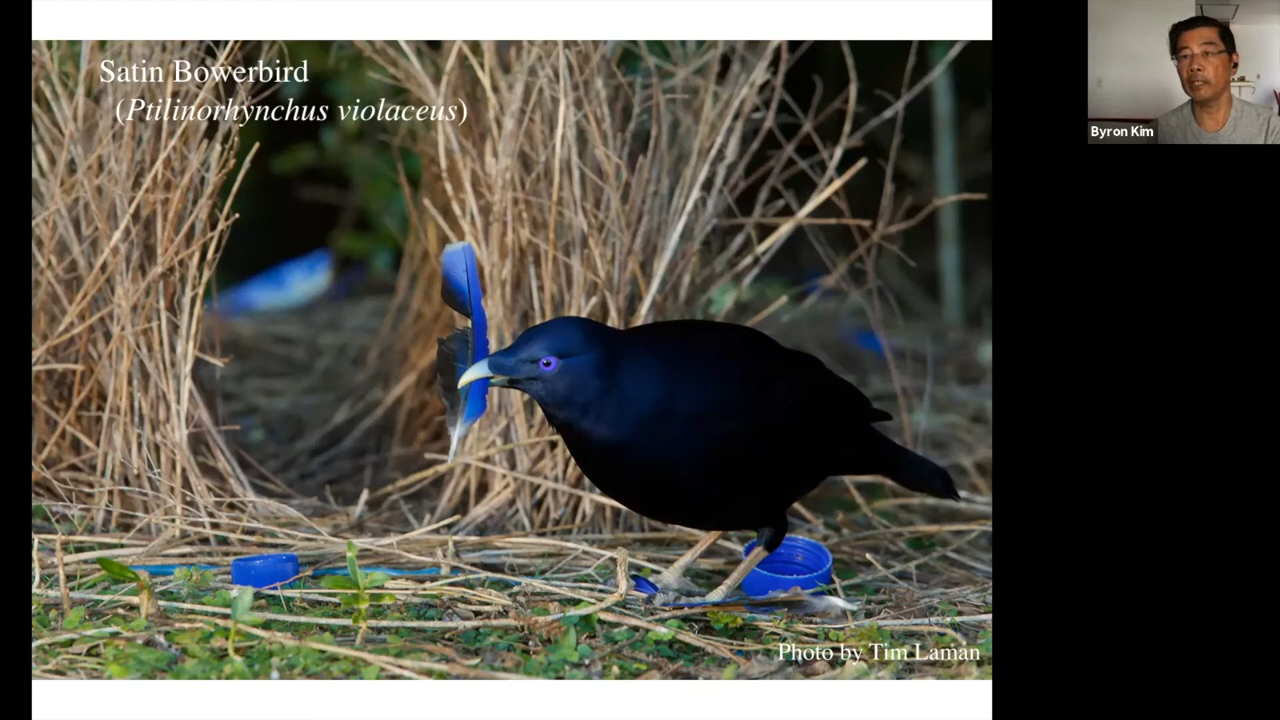 Satin Bowerbird
(Ptilinorhynchus violaceus)
Byron Kim
Photo by Tim Laman